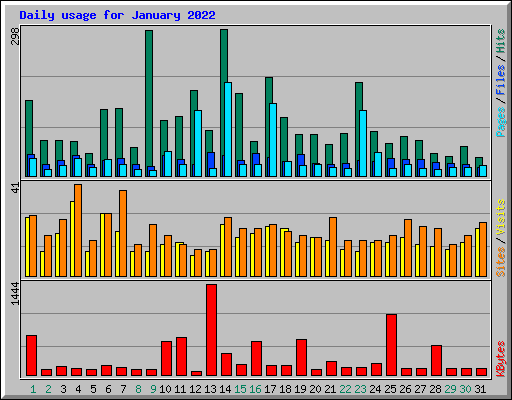 Daily usage for January 2022
298
Pages / Files / Hits
41
Sites / Visits
1444
KBytes
1 2 3 4 5 6 7 8 9 10 11 12 13 14 15 16 17 18 19 20 21 22 23 24 25 26 27 28 29 30 31